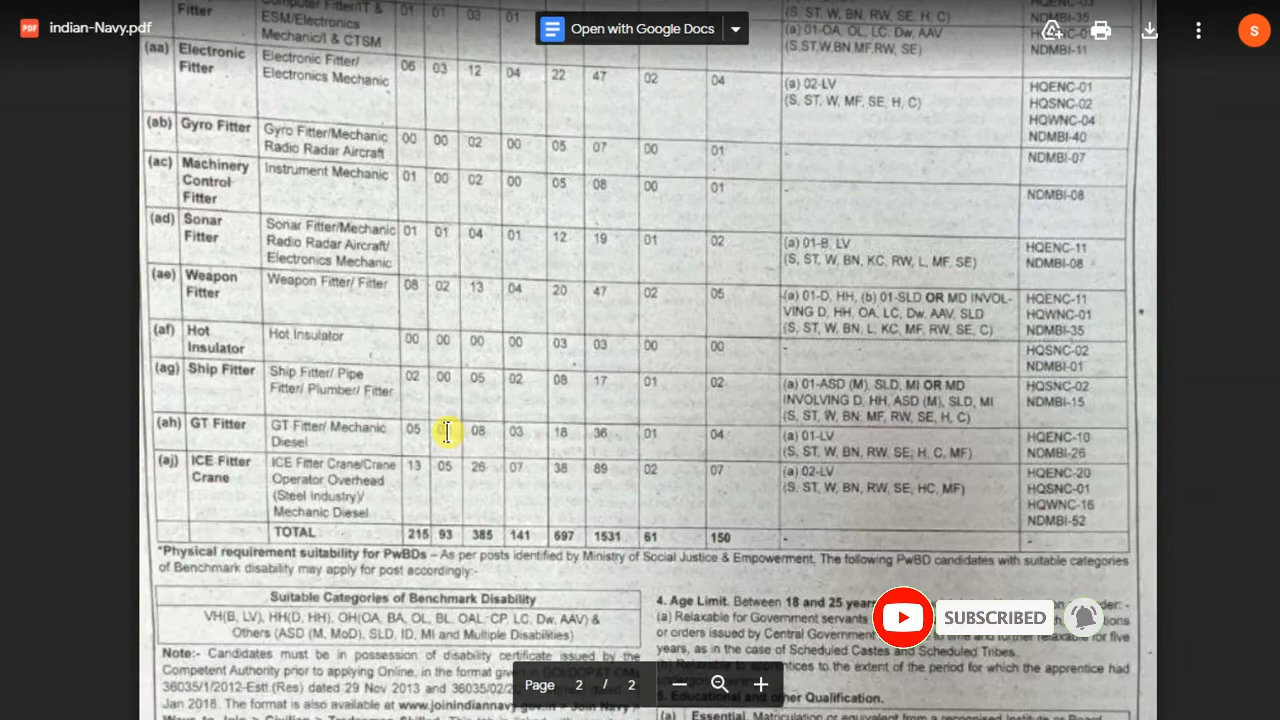 indian-Navy.pdf
Open with Google Docs
S
Fitter Computer Fitter/IT & 01 01 03 01 (S, ST, W, BN, RW, SE, H, C)
ESM/Electronics NDMBI-35
Mechanic/I & CTSM (a) 01-OA, OL, LC, Dw, AAV
(S,ST,W,BN,MF,RW, SE) NDMBI-11
(aa) Electronic Fitter Electronic Fitter/ 06 03 12 04 22 47 02 04 (a) 02-LV HQENC-01
Electronics Mechanic (S, ST, W, MF, SE, H, C) HQSNC-02
HQWNC-04
NDMBI-40
(ab) Gyro Fitter Gyro Fitter/Mechanic 00 00 02 00 05 07 00 01 - NDMBI-07
Radio Radar Aircraft
(ac) Machinery Instrument Mechanic 01 00 02 00 05 08 00 01 - NDMBI-08
Control
Fitter
(ad) Sonar Sonar Fitter/Mechanic 01 01 04 01 12 19 01 02 (a) 01-B, LV HQENC-11
Fitter Radio Radar Aircraft/ (S, ST, W, BN, KC, RW, L, MF, SE) NDMBI-08
Electronics Mechanic
(ae) Weapon Weapon Fitter/ Fitter 08 02 13 04 20 47 02 05 (a) 01-D, HH, (b) 01-SLD OR MD INVOL- HQENC-11
Fitter VING D, HH, OA, LC, Dw, AAV, SLD HQWNC-01
(S, ST, W, BN, L, KC, MF, RW, SE, C) NDMBI-35
(af) Hot Hot Insulator 00 00 00 00 03 03 00 00 - HQSNC-02
Insulator NDMBI-01
(ag) Ship Fitter Ship Fitter/ Pipe 02 00 05 02 08 17 01 02 (a) 01-ASD (M), SLD, MI OR MD HQSNC-02
Fitter/ Plumber/ Fitter INVOLVING D, HH, ASD (M), SLD, MI NDMBI-15
(S, ST, W, BN, MF, RW, SE, H, C)
(ah) GT Fitter GT Fitter/ Mechanic 05 08 03 18 36 01 04 (a) 01-LV HQENC-10
Diesel (S, ST, W, BN, RW, SE, H, C, MF) NDMBI-26
(aj) ICE Fitter ICE Fitter Crane/Crane 13 05 26 07 38 89 02 07 (a) 02-LV HQENC-20
Crane Operator Overhead (S, ST, W, BN, RW, SE, HC, MF) HQSNC-01
(Steel Industry)/ HQWNC-16
Mechanic Diesel NDMBI-52
TOTAL 215 93 385 141 697 1531 61 150 - -
*Physical requirement suitability for PwBDs – As per posts identified by Ministry of Social Justice & Empowerment. The following PwBD candidates with suitable categories
of Benchmark disability may apply for post accordingly:-
Suitable Categories of Benchmark Disability
VH(B, LV), HH(D, HH), OH(OA, BA, OL, BL, OAL, CP, LC, Dw, AAV) &
Others (ASD (M, MoD), SLD, ID, MI and Multiple Disabilities)
Note:- Candidates must be in possession of disability certificate issued by the
Competent Authority prior to applying Online, in the format given
36035/1/2012-Estt.(Res) dated 29 Nov 2013 and 36035/02/
Jan 2018. The format is also available at www.joinindiannavy.gov.in > Join Navy >
4. Age Limit. Between 18 and 25 years
(a) Relaxable for Government servants
or orders issued by Central Government
years, as in the case of Scheduled Castes and Scheduled Tribes.
(b) Relaxable to apprentices to the extent of the period for which the apprentice had
5. Educational and other Qualification.
(a) Essential. Matriculation or equivalent from a recognised Institute or Board
SUBSCRIBED
Page 2 / 2